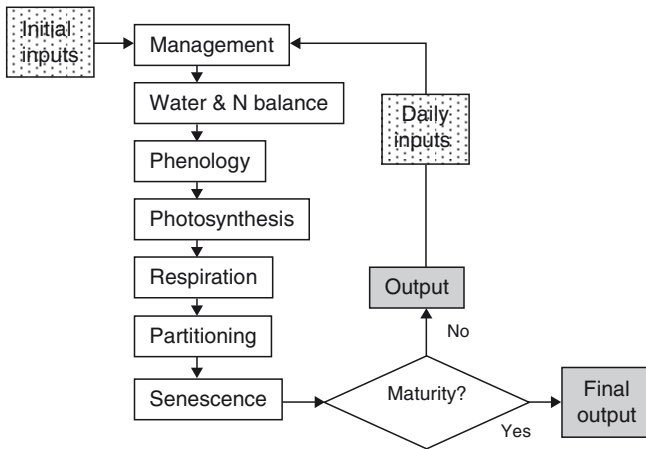 Initial
inputs
Management
Water & N balance
Phenology
Photosynthesis
Respiration
Partitioning
Senescence
Daily
inputs
Output
No
Maturity?
Yes
Final
output